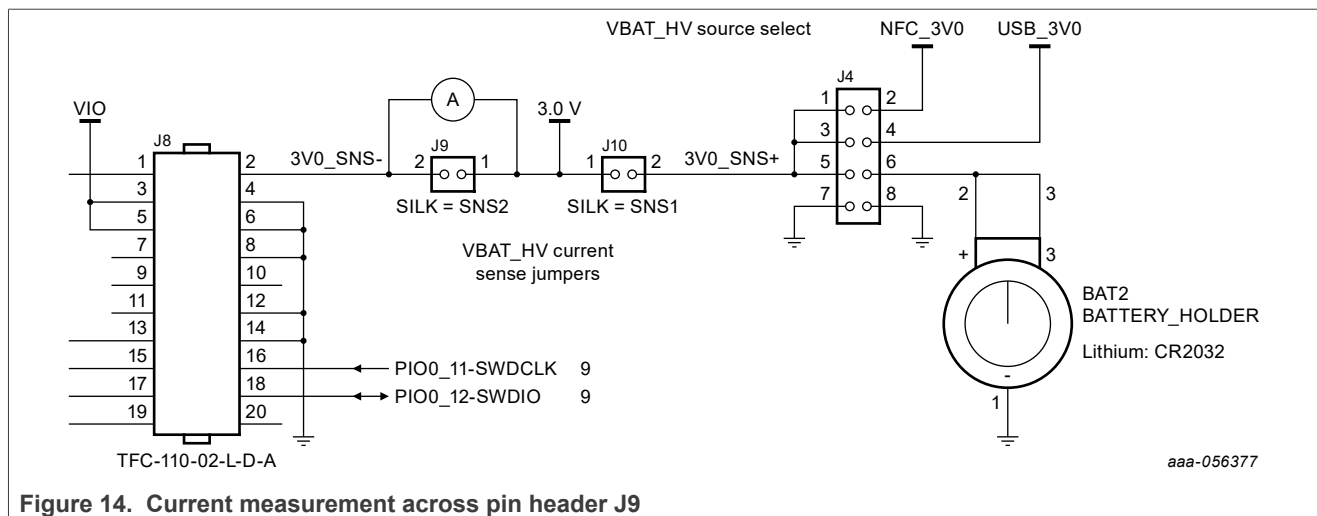 VBAT_HV source select
NFC_3V0
USB_3V0
J4
1
2
3
4
5
6
7
8
A
VIO
J8
3.0 V
3V0_SNS-
J9
2
1
SILK = SNS2
J10
1
2
SILK = SNS1
3V0_SNS+
VBAT_HV current
sense jumpers
1
2
3
4
5
6
7
8
9
10
11
12
13
14
15
16
17
18
19
20
PIO0_11-SWDCLK 9
PIO0_12-SWDIO 9
TFC-110-02-L-D-A
2
3
+
3
BAT2
BATTERY_HOLDER
Lithium: CR2032
-
1
aaa-056377
Figure 14. Current measurement across pin header J9